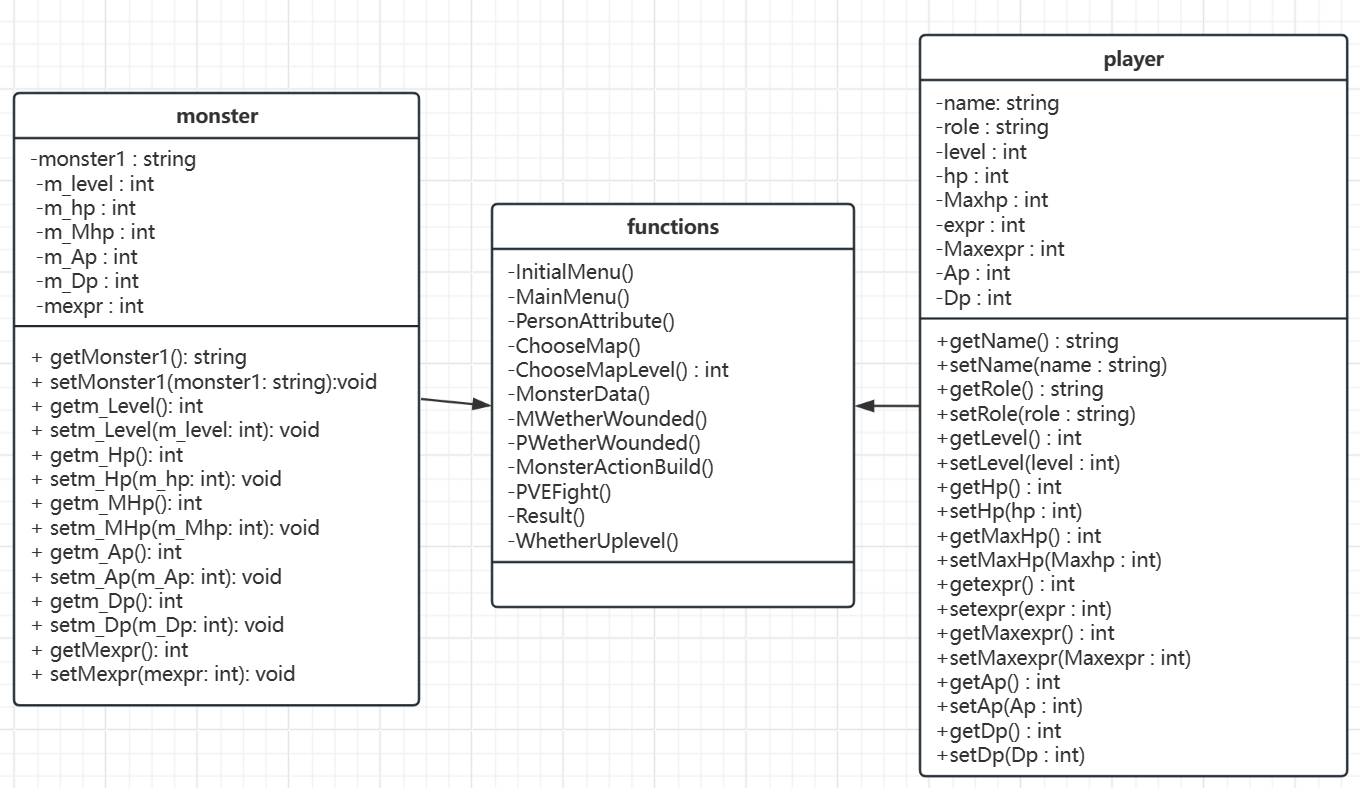 monster
-monster1 : string
-m_level : int
-m_hp : int
-m_Mhp : int
-m_Ap : int
-m_Dp : int
-mexpr : int
+ getMonster1(): string
+ setMonster1(monster1: string):void
+ getm_Level(): int
+ setm_Level(m_level: int): void
+ getm_Hp(): int
+ setm_Hp(m_hp: int): void
+ getm_MHp(): int
+ setm_MHp(m_Mhp: int): void
+ getm_Ap(): int
+ setm_Ap(m_Ap: int): void
+ getm_Dp(): int
+ setm_Dp(m_Dp: int): void
+ getMexpr(): int
+ setMexpr(mexpr: int): void
functions
-InitialMenu()
-MainMenu()
-PersonAttribute()
-ChooseMap()
-ChooseMapLevel() : int
-MonsterData()
-MWetherWounded()
-PWetherWounded()
-MonsterActionBuild()
-PVEFight()
-Result()
-WhetherUplevel()
player
-name: string
-role : string
-level : int
-hp : int
-Maxhp : int
-expr : int
-Maxexpr : int
-Ap : int
-Dp : int
+getName() : string
+setName(name : string)
+getRole() : string
+setRole(role : string)
+getLevel() : int
+setLevel(level : int)
+getHp() : int
+setHp(hp : int)
+getMaxHp() : int
+setMaxHp(Maxhp : int)
+getexpr() : int
+setexpr(expr : int)
+getMaxexpr() : int
+setMaxexpr(Maxexpr : int)
+getAp() : int
+setAp(Ap : int)
+getDp() : int
+setDp(Dp : int)